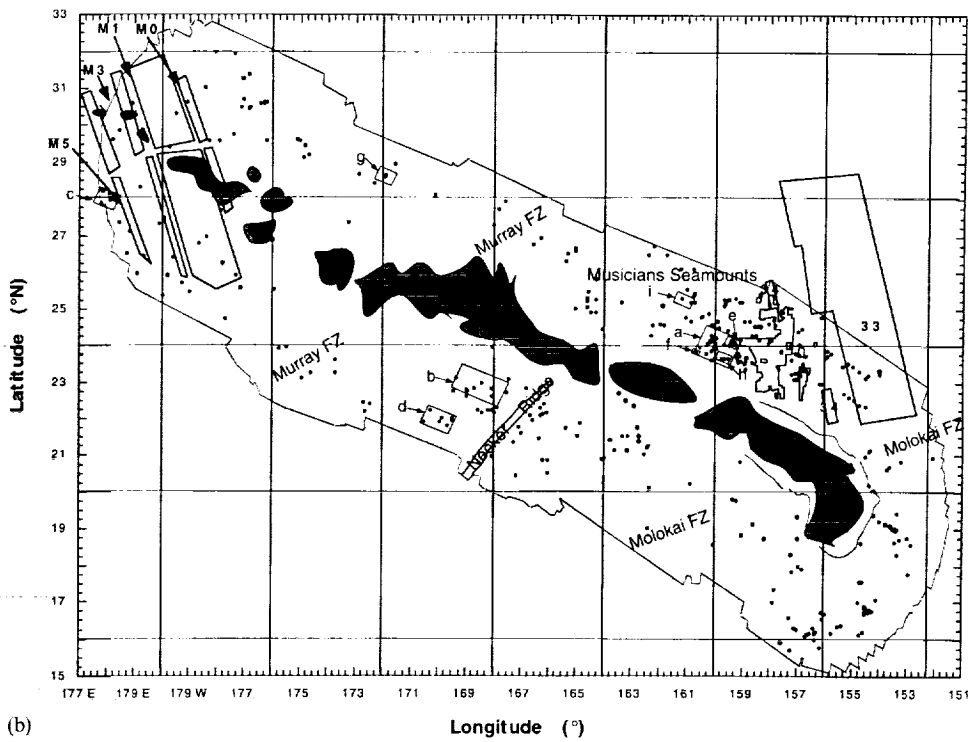 33
M1
M0
31
M3
29
M5
g
C
27
Murray FZ
Musicians Seamounts
i
25
e
33
a
f
h
Murray FZ
23
b
Necker Ridge
d
21
Molokai FZ
19
Molokai FZ
17
15
177 E
179 E
179 W
177
175
173
171
169
167
165
163
161
159
157
155
153
151
Latitude (°N)
Longitude (°)
(b)